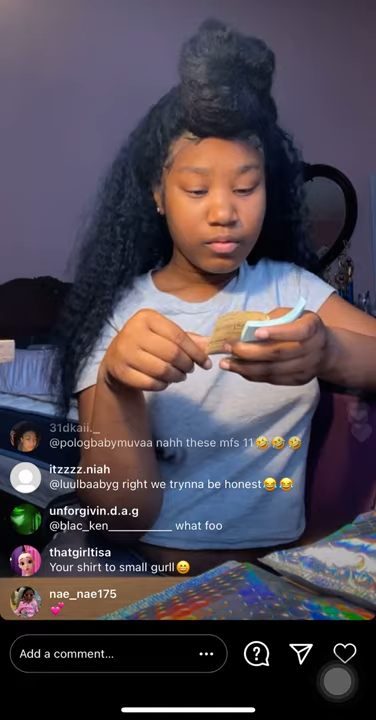 31dkaii._
@pologbabymuvaa nahh these mfs 11🤣🤣🤣
itzzzz.niah
@luulbaabyg right we trynna be honest😂😂
unforgivin.d.a.g
@blac_ken__________ what foo
thatgirltisa
Your shirt to small gurll😄
nae_nae175
💕
Add a comment...